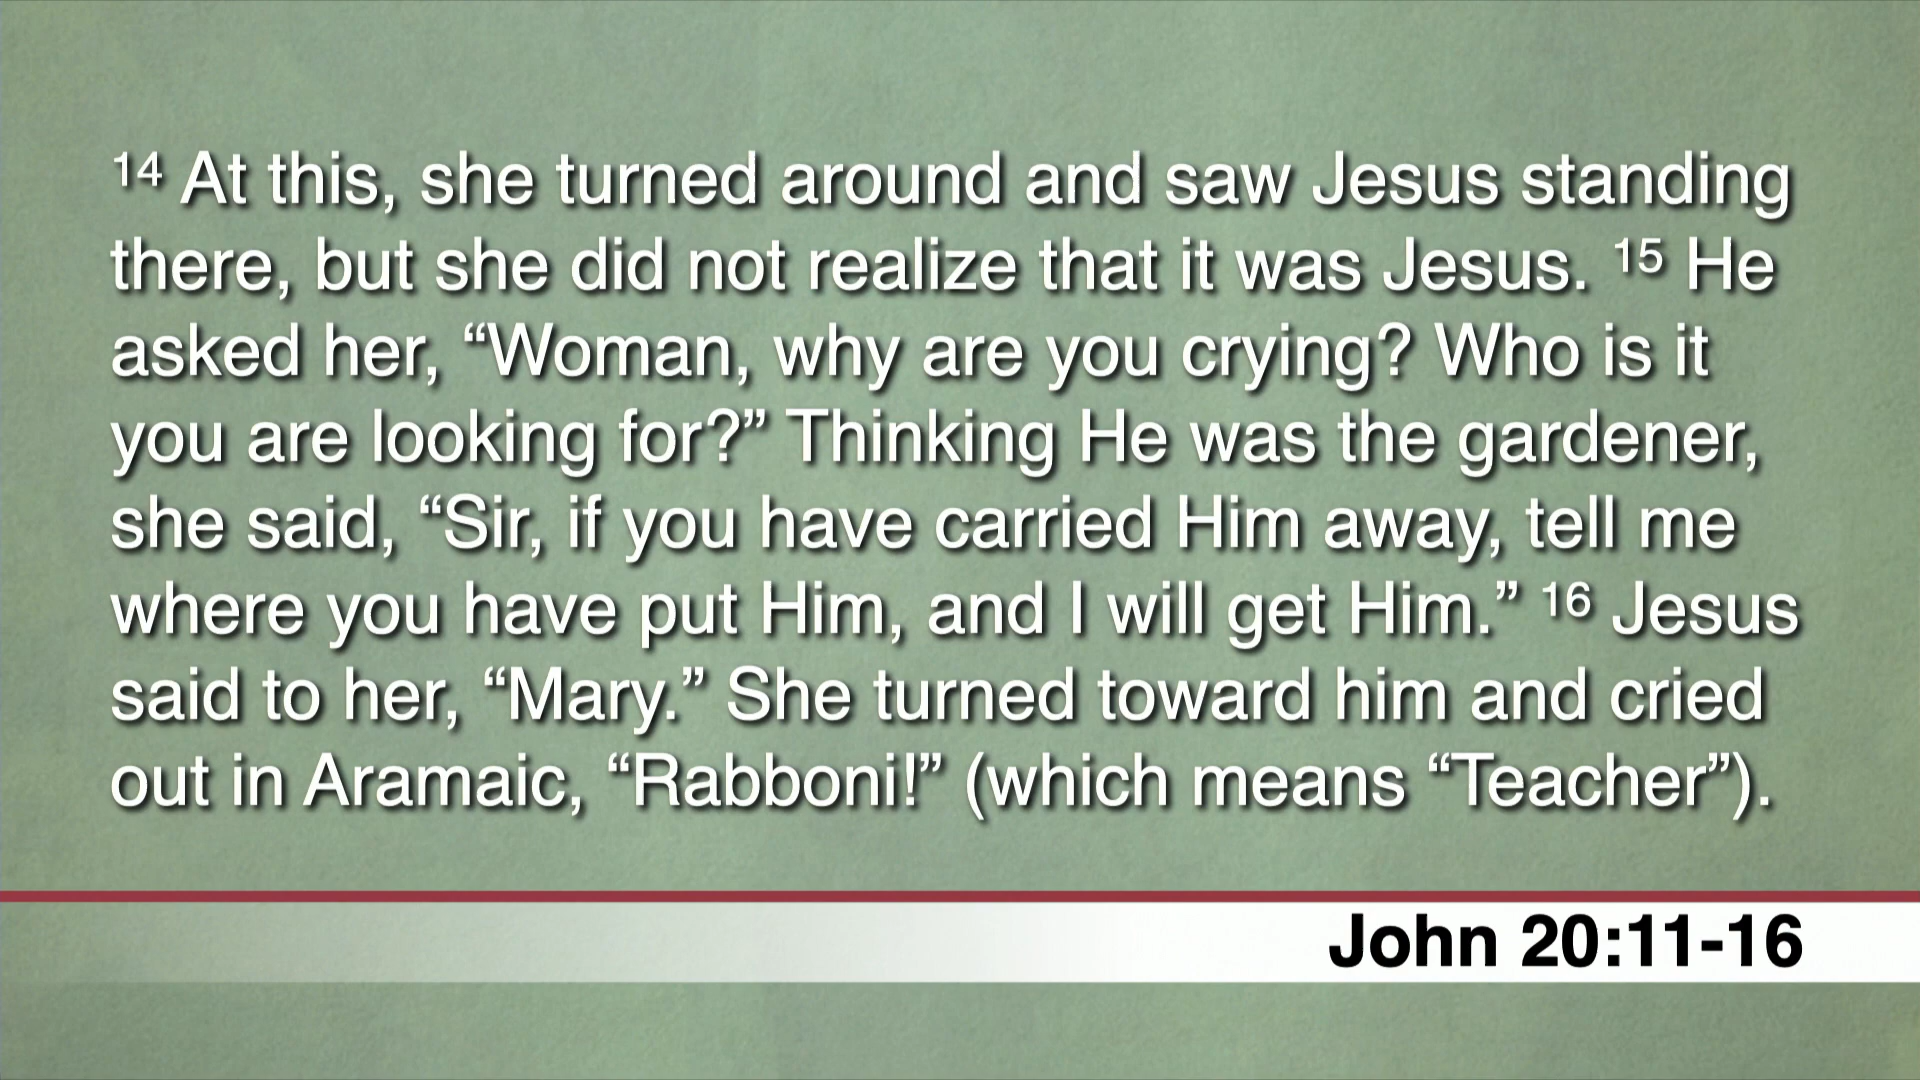 14 At this, she turned around and saw Jesus standing
there, but she did not realize that it was Jesus. 15 He
asked her, “Woman, why are you crying? Who is it
you are looking for?” Thinking He was the gardener,
she said, “Sir, if you have carried Him away, tell me
where you have put Him, and I will get Him.” 16 Jesus
said to her, “Mary.” She turned toward him and cried
out in Aramaic, “Rabboni!” (which means “Teacher”).
John 20:11-16